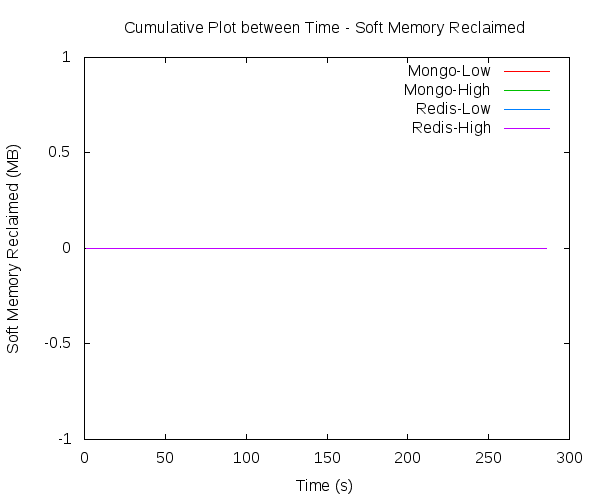 Cumulative Plot between Time - Soft Memory Reclaimed
Mongo-Low
Mongo-High
Redis-Low
Redis-High
Soft Memory Reclaimed (MB)
1
0.5
0
-0.5
-1
0 50 100 150 200 250 300
Time (s)